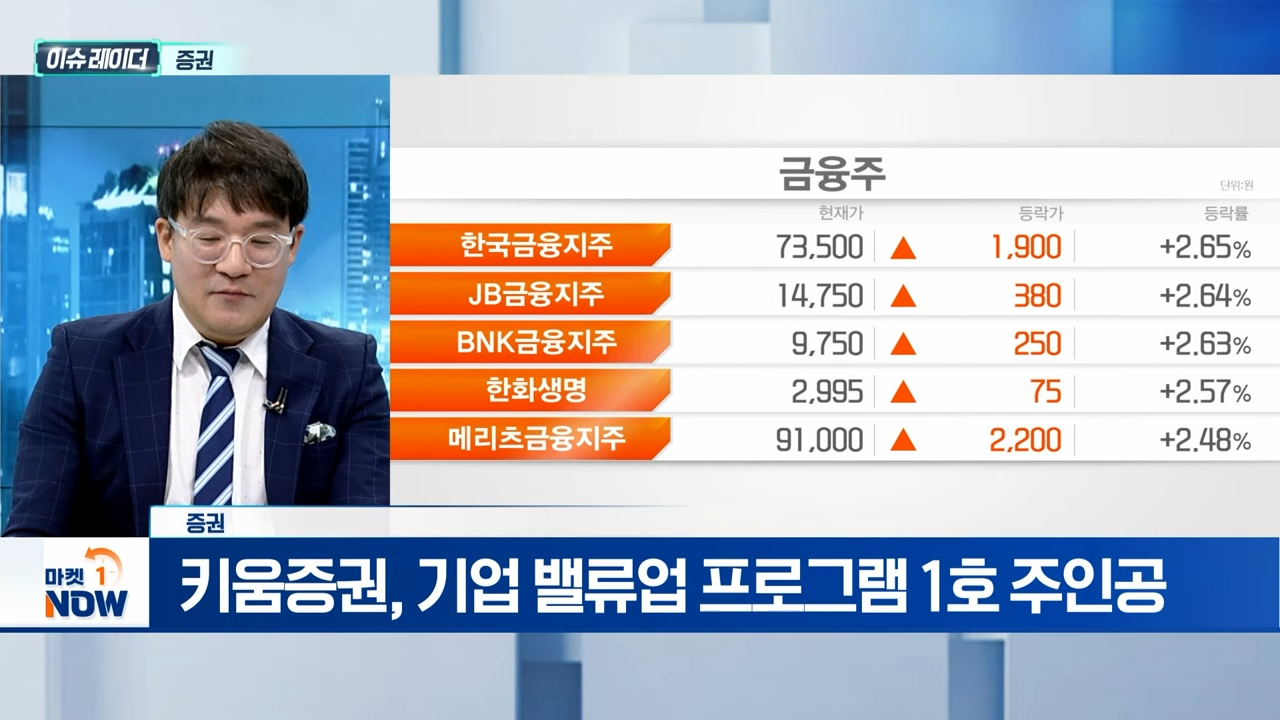 이슈 레이더 증권
금융주
단위:원
현재가 등락가 등락률
한국금융지주 73,500 ▲ 1,900 +2.65%
JB금융지주 14,750 ▲ 380 +2.64%
BNK금융지주 9,750 ▲ 250 +2.63%
한화생명 2,995 ▲ 75 +2.57%
메리츠금융지주 91,000 ▲ 2,200 +2.48%
증권
마켓 1
NOW
키움증권, 기업 밸류업 프로그램 1호 주인공